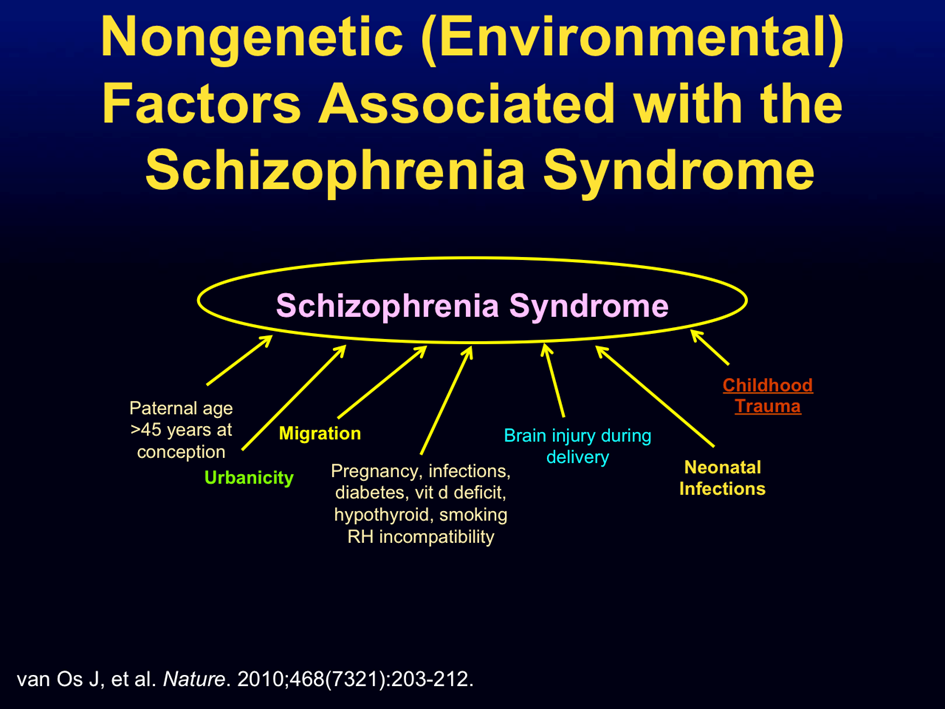 Nongenetic (Environmental)
Factors Associated with the
Schizophrenia Syndrome
Schizophrenia Syndrome
Paternal age
>45 years at
conception
Urbanicity
Migration
Pregnancy, infections,
diabetes, vit d deficit,
hypothyroid, smoking
RH incompatibility
Brain injury during
delivery
Neonatal
Infections
Childhood
Trauma
van Os J, et al. Nature. 2010;468(7321):203-212.